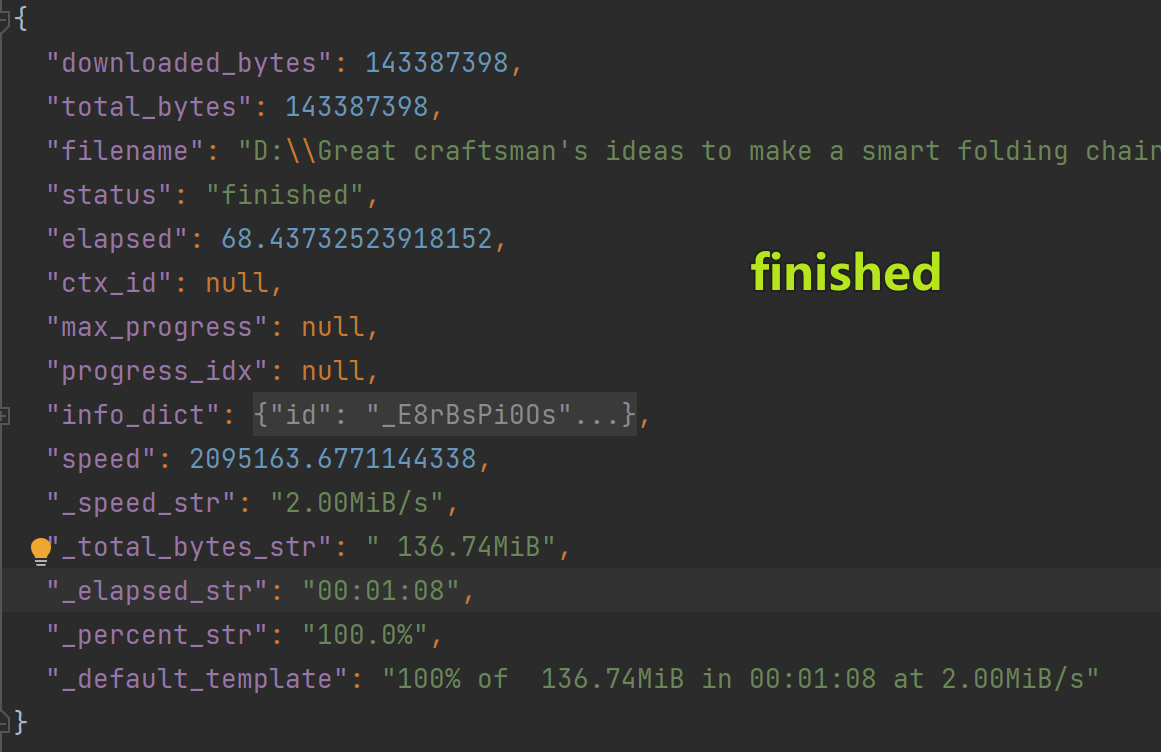 {
"downloaded_bytes": 143387398,
"total_bytes": 143387398,
"filename": "D:\\Great craftsman's ideas to make a smart folding chair
"status": "finished",
"elapsed": 68.43732523918152,
finished
"ctx_id": null,
"max_progress": null,
"progress_idx": null,
"info_dict": {"id": "_E8rBsPi0Os"...},
"speed": 2095163.6771144338,
"_speed_str": "2.00MiB/s",
"_total_bytes_str": " 136.74MiB",
"_elapsed_str": "00:01:08",
"_percent_str": "100.0%",
"_default_template": "100% of  136.74MiB in 00:01:08 at 2.00MiB/s"
}